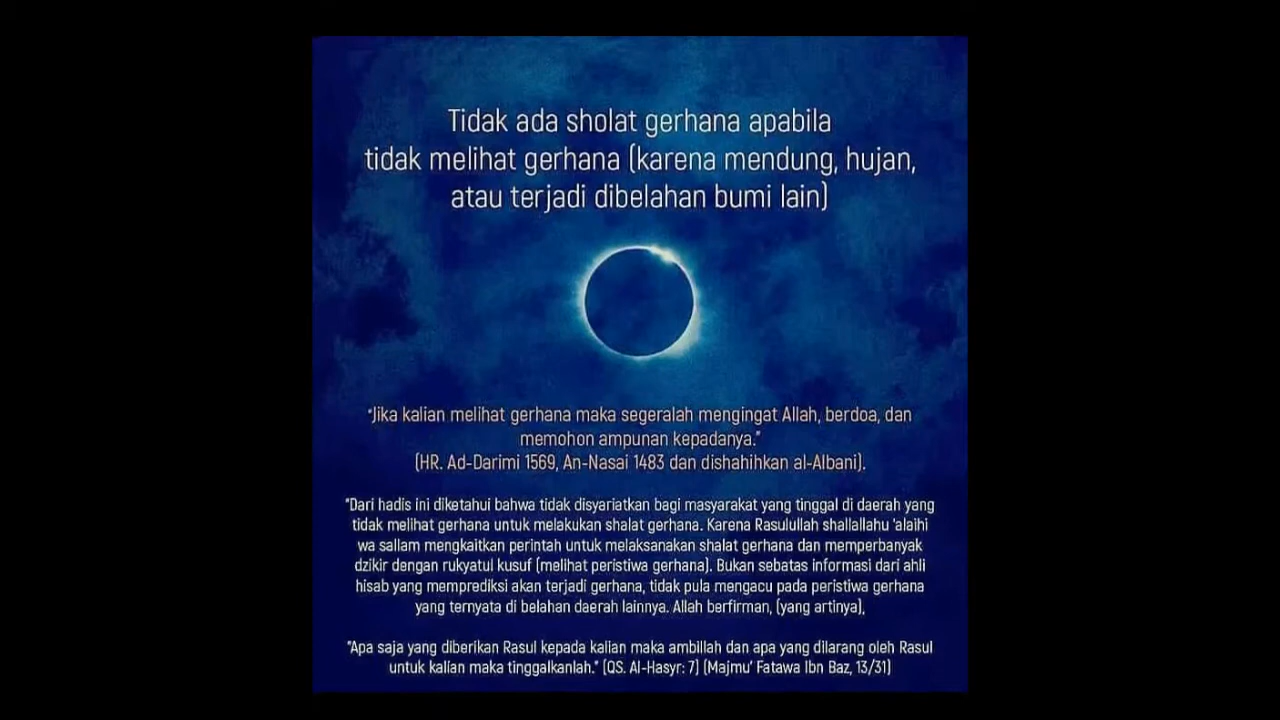 Tidak ada sholat gerhana apabila
tidak melihat gerhana (karena mendung, hujan,
atau terjadi dibelahan bumi lain)
"Jika kalian melihat gerhana maka segeralah mengingat Allah, berdoa, dan
memohon ampunan kepadanya."
(HR. Ad-Darimi 1569, An-Nasai 1483 dan dishahihkan al-Albani).
"Dari hadis ini diketahui bahwa tidak disyariatkan bagi masyarakat yang tinggal di daerah yang
tidak melihat gerhana untuk melakukan shalat gerhana. Karena Rasulullah shallallahu 'alaihi
wa sallam mengkaitkan perintah untuk melaksanakan shalat gerhana dan memperbanyak
dzikir dengan rukyatul kusuf (melihat peristiwa gerhana). Bukan sebatas informasi dari ahli
hisab yang memprediksi akan terjadi gerhana, tidak pula mengacu pada peristiwa gerhana
yang ternyata di belahan daerah lainnya. Allah berfirman, (yang artinya),
"Apa saja yang diberikan Rasul kepada kalian maka ambillah dan apa yang dilarang oleh Rasul
untuk kalian maka tinggalkanlah." (QS. Al-Hasyr: 7) (Majmu' Fatawa Ibn Baz, 13/31)